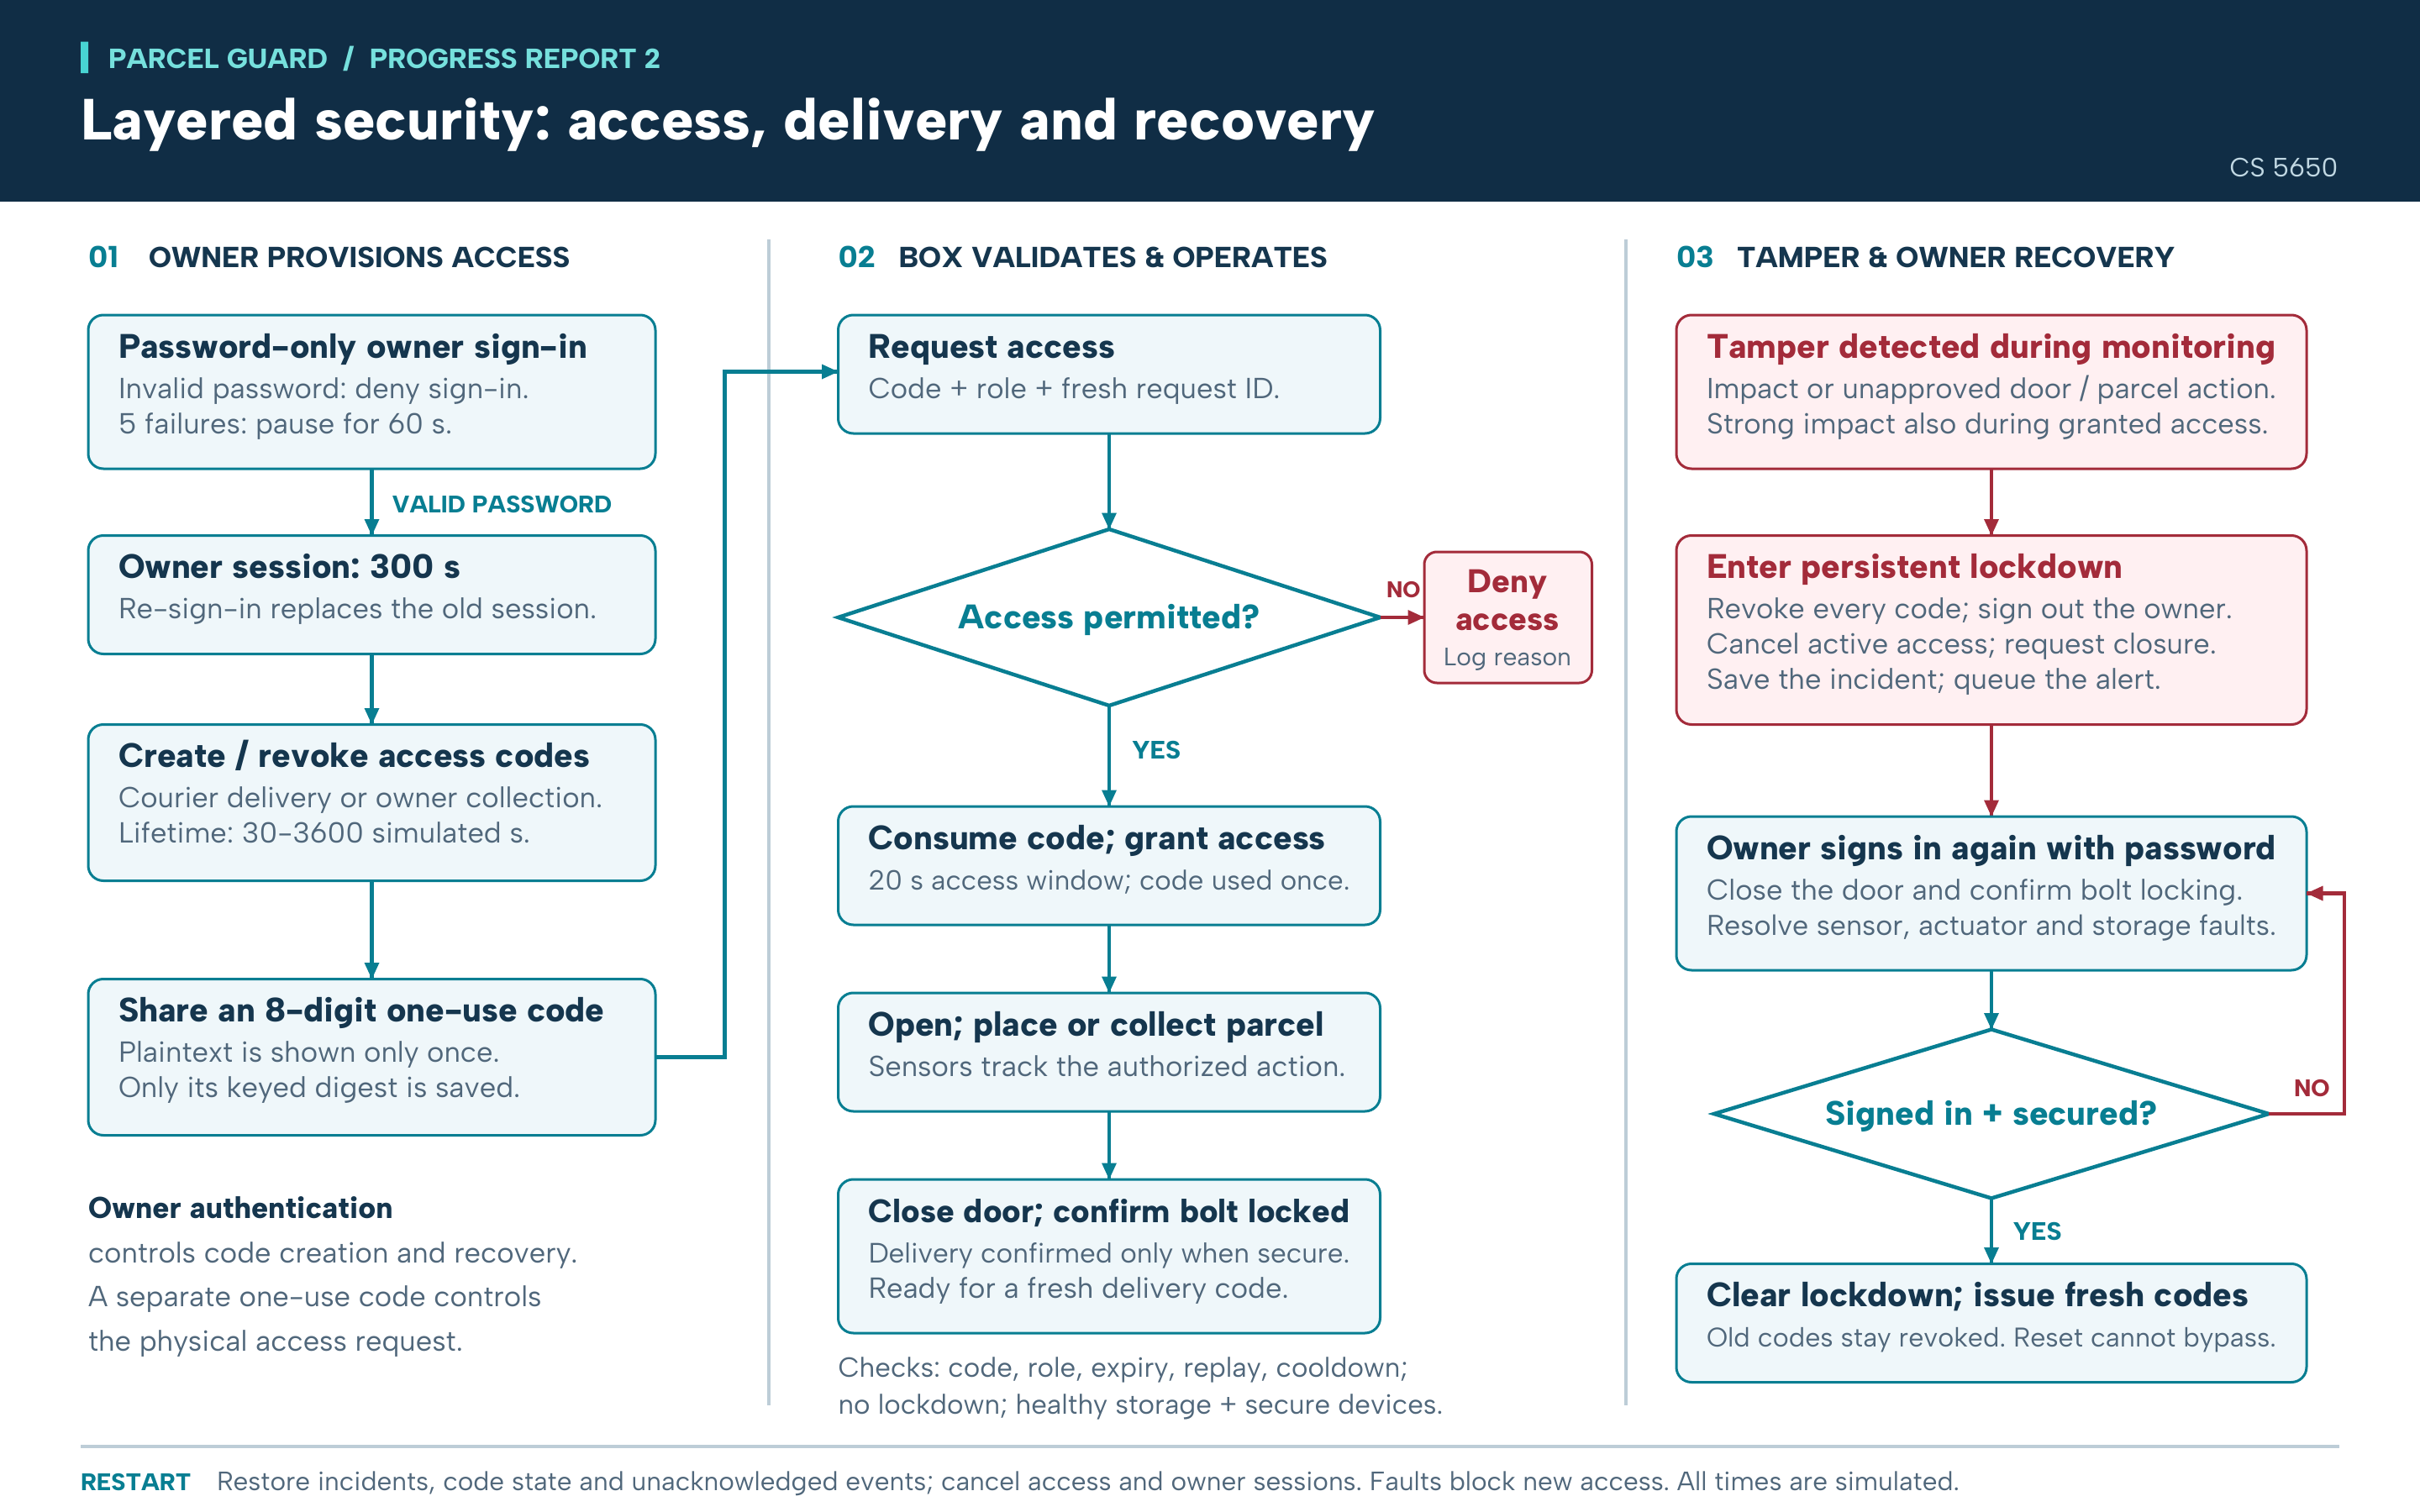 PARCEL GUARD / PROGRESS REPORT 2
Layered security: access, delivery and recovery
CS 5650
01 OWNER PROVISIONS ACCESS
Password-only owner sign-in
Invalid password: deny sign-in.
5 failures: pause for 60 s.
VALID PASSWORD
Owner session: 300 s
Re-sign-in replaces the old session.
Create / revoke access codes
Courier delivery or owner collection.
Lifetime: 30-3600 simulated s.
Share an 8-digit one-use code
Plaintext is shown only once.
Only its keyed digest is saved.
Owner authentication
controls code creation and recovery.
A separate one-use code controls
the physical access request.
02 BOX VALIDATES & OPERATES
Request access
Code + role + fresh request ID.
Access permitted?
NO
Deny
access
Log reason
YES
Consume code; grant access
20 s access window; code used once.
Open; place or collect parcel
Sensors track the authorized action.
Close door; confirm bolt locked
Delivery confirmed only when secure.
Ready for a fresh delivery code.
Checks: code, role, expiry, replay, cooldown;
no lockdown; healthy storage + secure devices.
03 TAMPER & OWNER RECOVERY
Tamper detected during monitoring
Impact or unapproved door / parcel action.
Strong impact also during granted access.
Enter persistent lockdown
Revoke every code; sign out the owner.
Cancel active access; request closure.
Save the incident; queue the alert.
Owner signs in again with password
Close the door and confirm bolt locking.
Resolve sensor, actuator and storage faults.
Signed in + secured?
NO
YES
Clear lockdown; issue fresh codes
Old codes stay revoked. Reset cannot bypass.
RESTART Restore incidents, code state and unacknowledged events; cancel access and owner sessions. Faults block new access. All times are simulated.